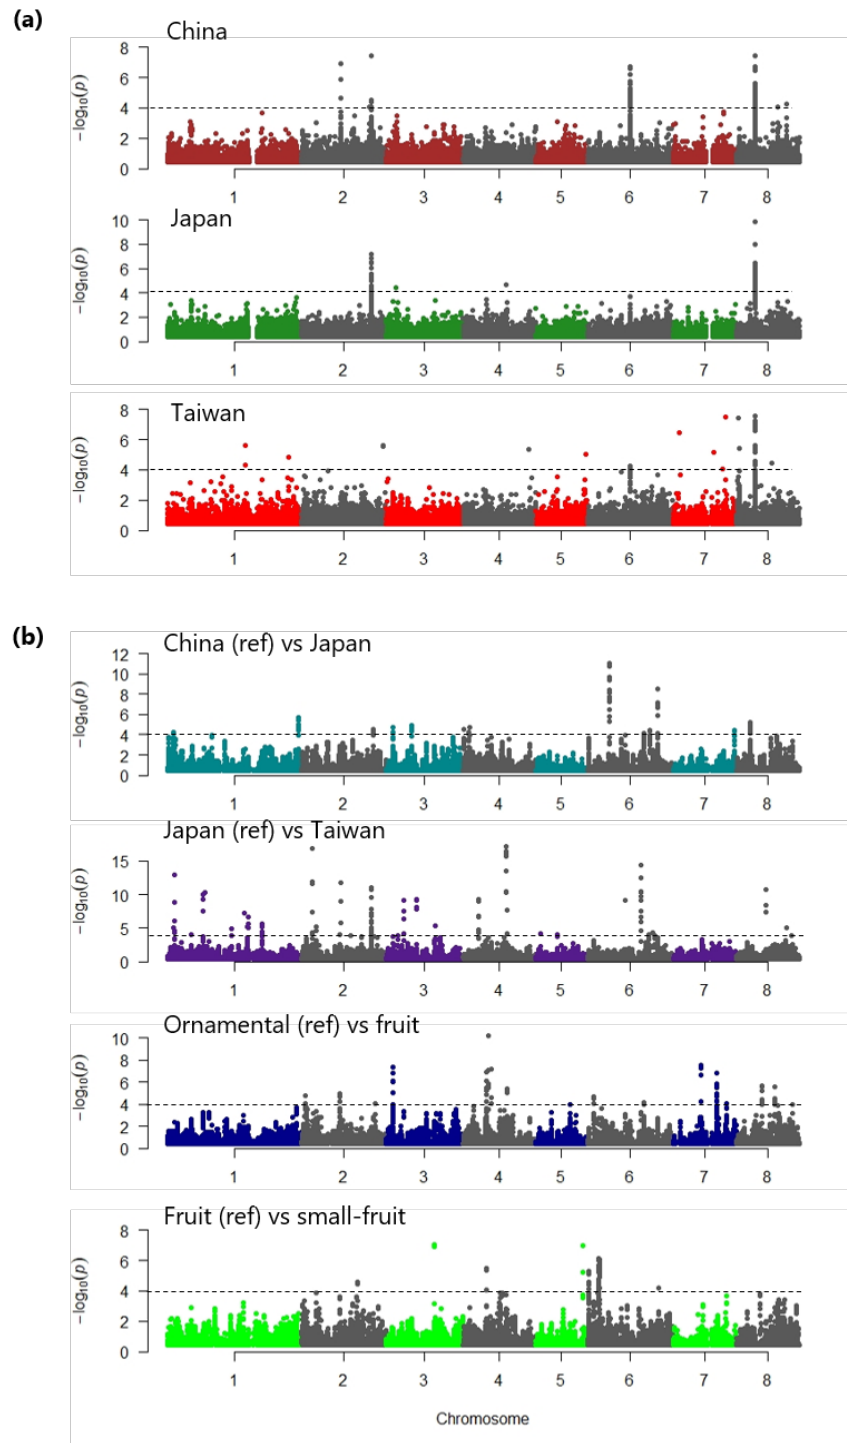 (a)
China
8
6
4
2
0
−log10(p)
1 2 3 4 5 6 7 8
Japan
10
8
6
4
2
0
−log10(p)
1 2 3 4 5 6 7 8
Taiwan
8
6
4
2
0
−log10(p)
1 2 3 4 5 6 7 8
(b)
China (ref) vs Japan
12
10
8
6
4
2
0
−log10(p)
1 2 3 4 5 6 7 8
Japan (ref) vs Taiwan
15
10
5
0
−log10(p)
1 2 3 4 5 6 7 8
Ornamental (ref) vs fruit
10
8
6
4
2
0
−log10(p)
1 2 3 4 5 6 7 8
Fruit (ref) vs small-fruit
8
6
4
2
0
−log10(p)
1 2 3 4 5 6 7 8
Chromosome